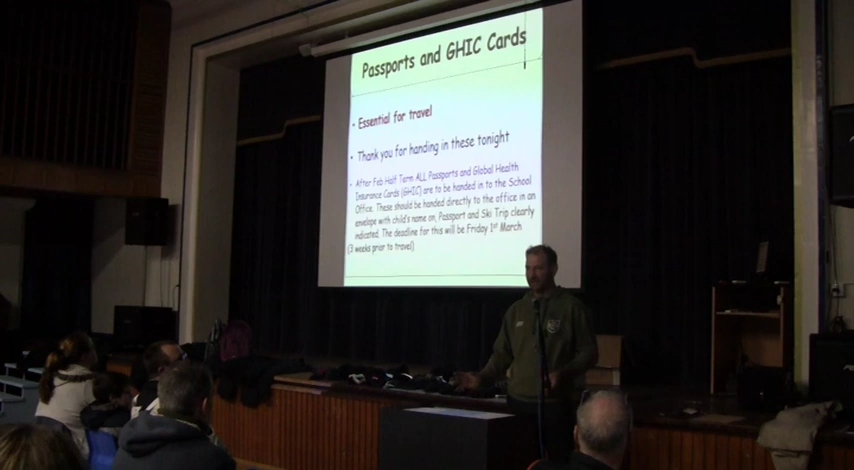 Passports and GHIC Cards
• Essential for travel
• Thank you for handing in these tonight
• After Feb Half Term ALL Passports and Global Health
Insurance Cards (GHIC) are to be handed in to the School
Office. These should be handed directly to the office in an
envelope with child's name on, Passport and Ski Trip clearly
indicated. The deadline for this will be Friday 1st March
(3 weeks prior to travel)